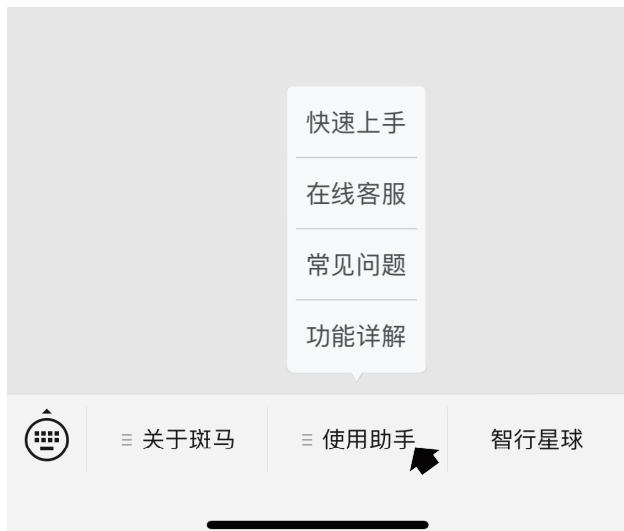 快速上手
在线客服
常见问题
功能详解
关于斑马
使用助手
智行星球